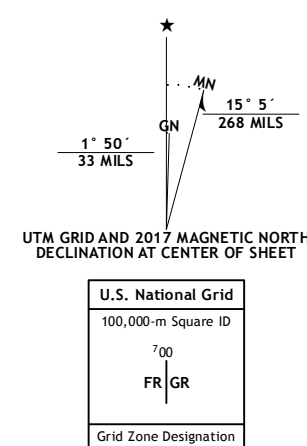 ★
MN
GN
15° 5´
268 MILS
1° 50´
33 MILS
UTM GRID AND 2017 MAGNETIC NORTH
DECLINATION AT CENTER OF SHEET
U.S. National Grid
100,000-m Square ID
⁷00
FR GR
Grid Zone Designation